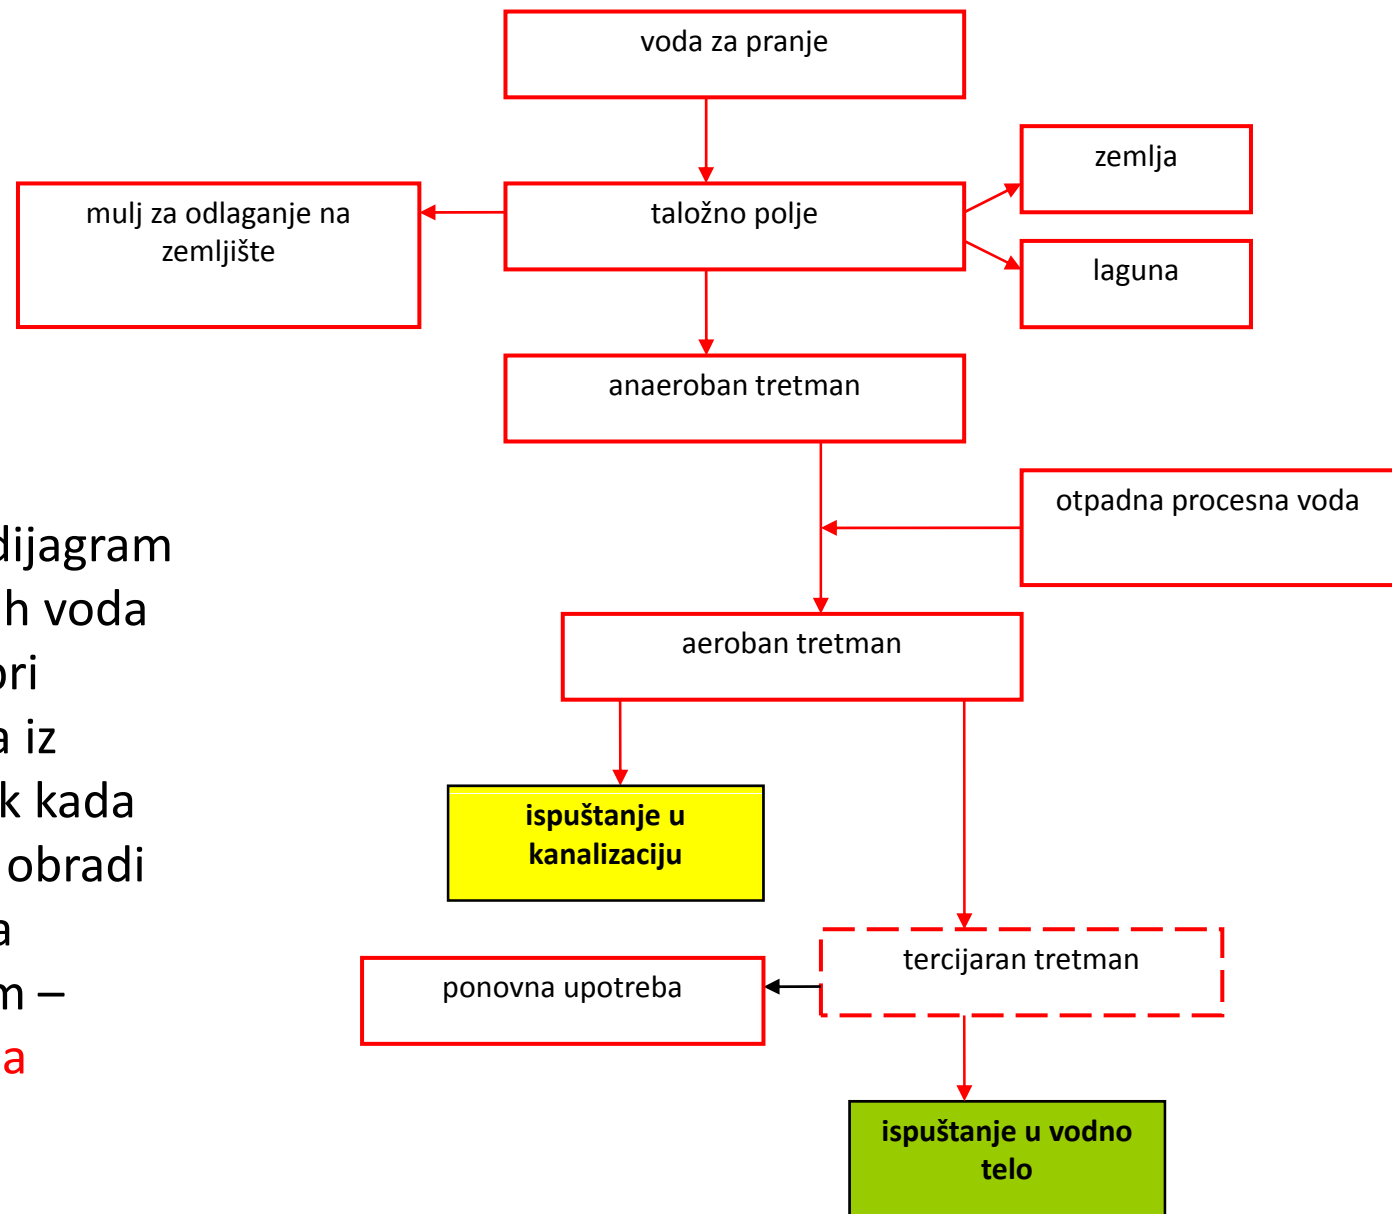 voda za pranje
zemlja
mulj za odlaganje na
zemljište
taložno polje
laguna
anaeroban tretman
otpadna procesna voda
aeroban tretman
ispuštanje u
kanalizaciju
tercijaran tretman
ponovna upotreba
ispuštanje u vodno
telo
dijagram
h voda
pri
a iz
k kada
obradi
a
m –
a